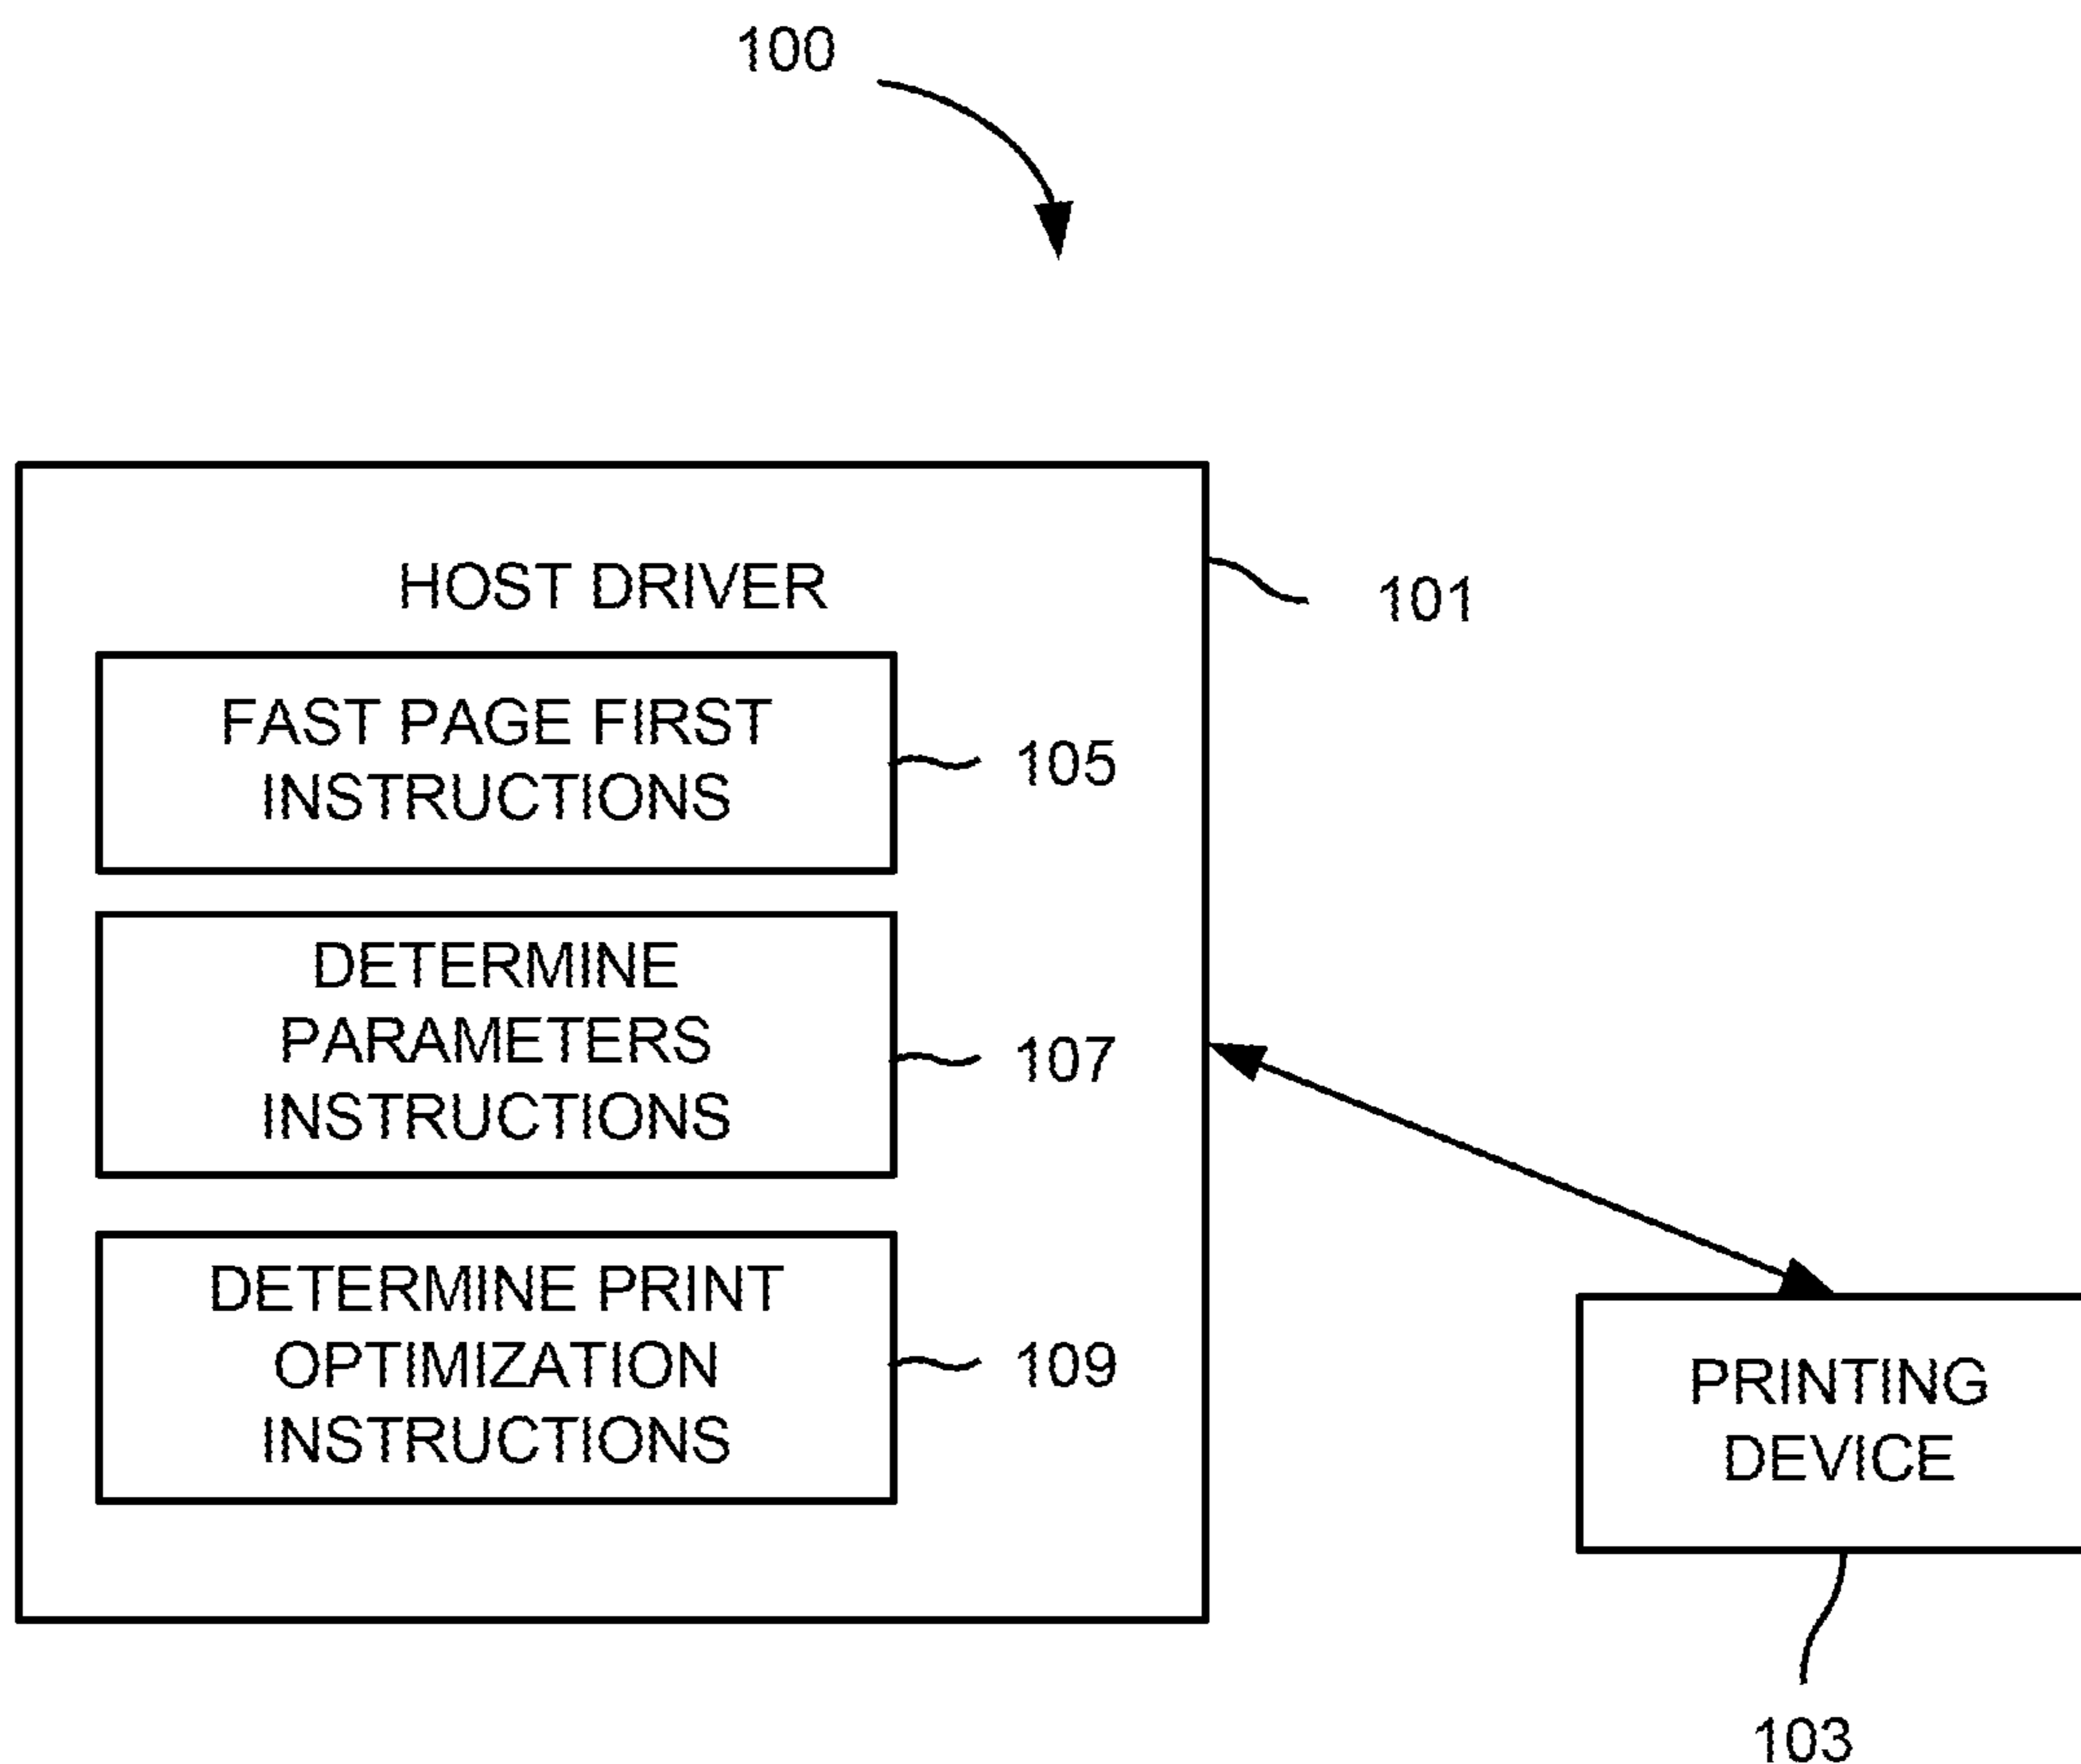 100
HOST DRIVER
101
FAST PAGE FIRST
INSTRUCTIONS
105
DETERMINE
PARAMETERS
INSTRUCTIONS
107
DETERMINE PRINT
OPTIMIZATION
INSTRUCTIONS
109
PRINTING
DEVICE
103